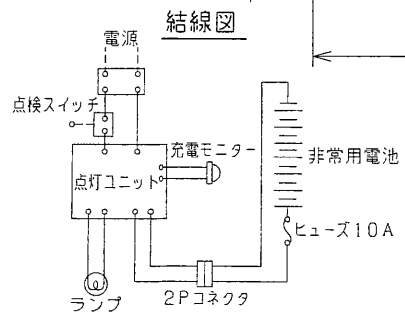 結線図
電源
点検スイッチ
充電モニター
点灯ユニット
非常用電池
ヒューズ10A
ランプ
2Pコネクタ